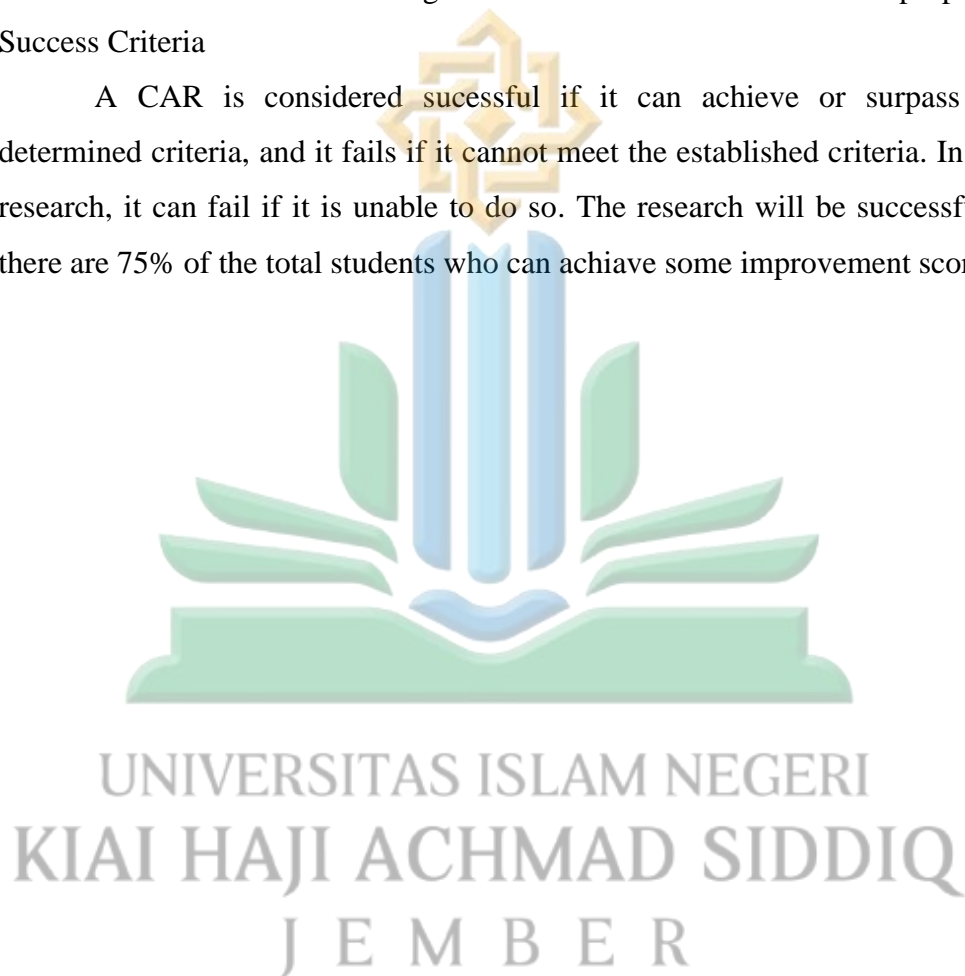 Success Criteria
A CAR is considered sucessful if it can achieve or surpass
determined criteria, and it fails if it cannot meet the established criteria. In
research, it can fail if it is unable to do so. The research will be
there are 75% of the total students who can achiave some improvement
UNIVERSITAS ISLAM NEGERI
KIAI HAJI ACHMAD SIDDIQ
JEMBER